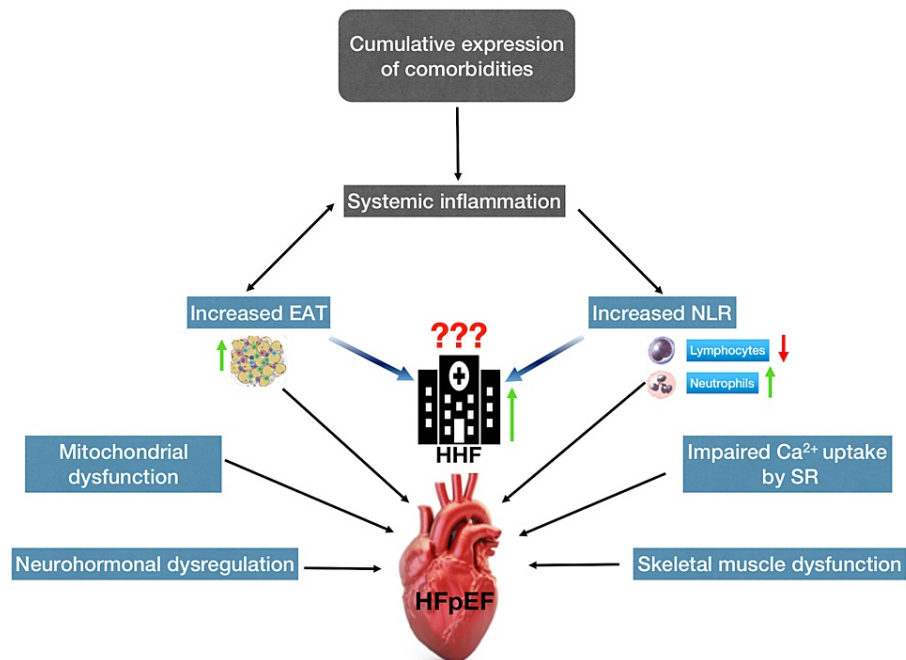 Cumulative expression
of comorbidities
Systemic inflammation
Increased EAT
Increased NLR
???
Lymphocytes
Neutrophils
HHF
Mitochondrial
dysfunction
Impaired Ca²⁺ uptake
by SR
Neurohormonal dysregulation
Skeletal muscle dysfunction
HFpEF